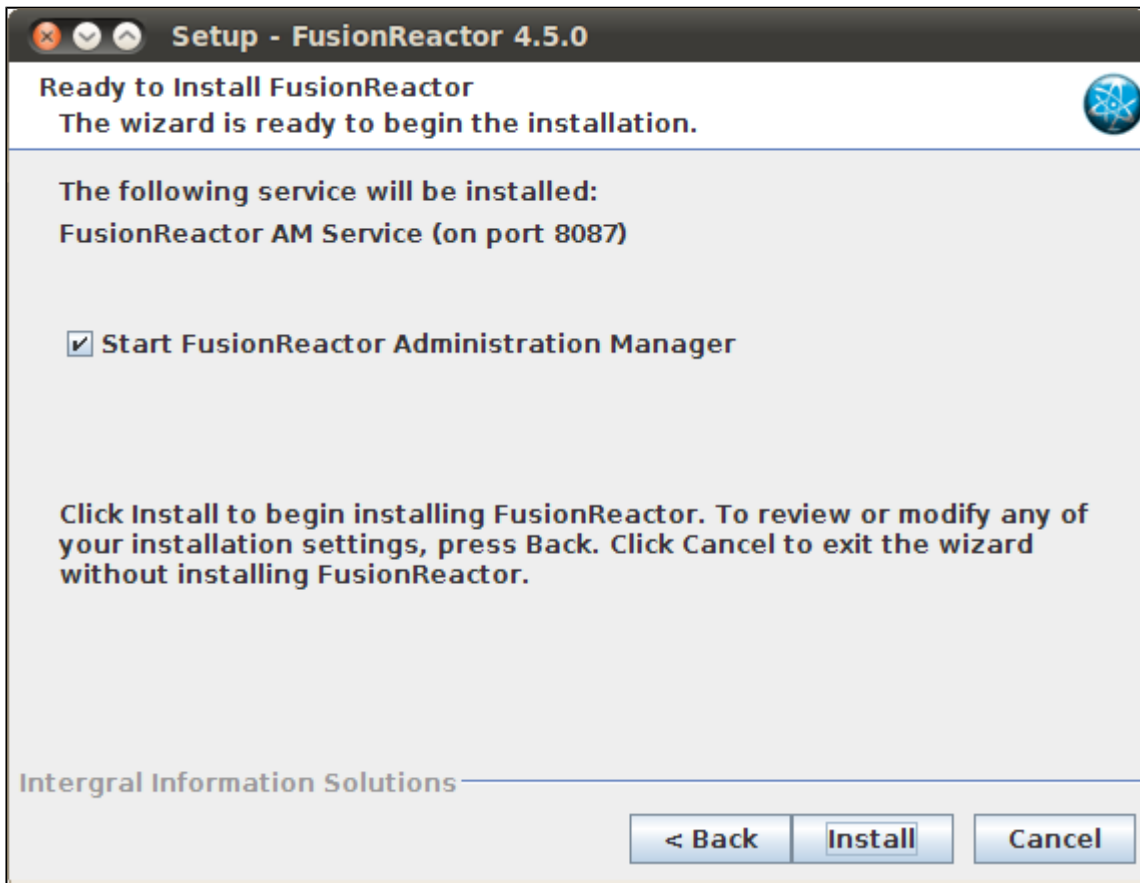 Setup - FusionReactor 4.5.0
Ready to Install FusionReactor
The wizard is ready to begin the installation.
The following service will be installed:
FusionReactor AM Service (on port 8087)
Start FusionReactor Administration Manager
Click Install to begin installing FusionReactor. To review or modify any of
your installation settings, press Back. Click Cancel to exit the wizard
without installing FusionReactor.
Intergral Information Solutions
< Back Install Cancel